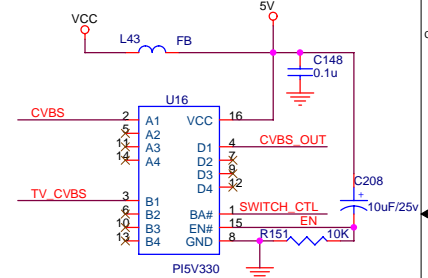 5V
VCC
L43 FB
C148
0.1u
U16
CVBS 2 A1 VCC 16
5 A2
11 A3 D1 4 CVBS_OUT
14 A4 D2 7
D3 9
D4 12
C208
TV_CVBS 3 B1
6 B2 BA# 1 SWITCH_CTL
+
10uF/25v
10 B3 EN# 15 EN
13 B4 GND 8 R151 10K
PI5V330